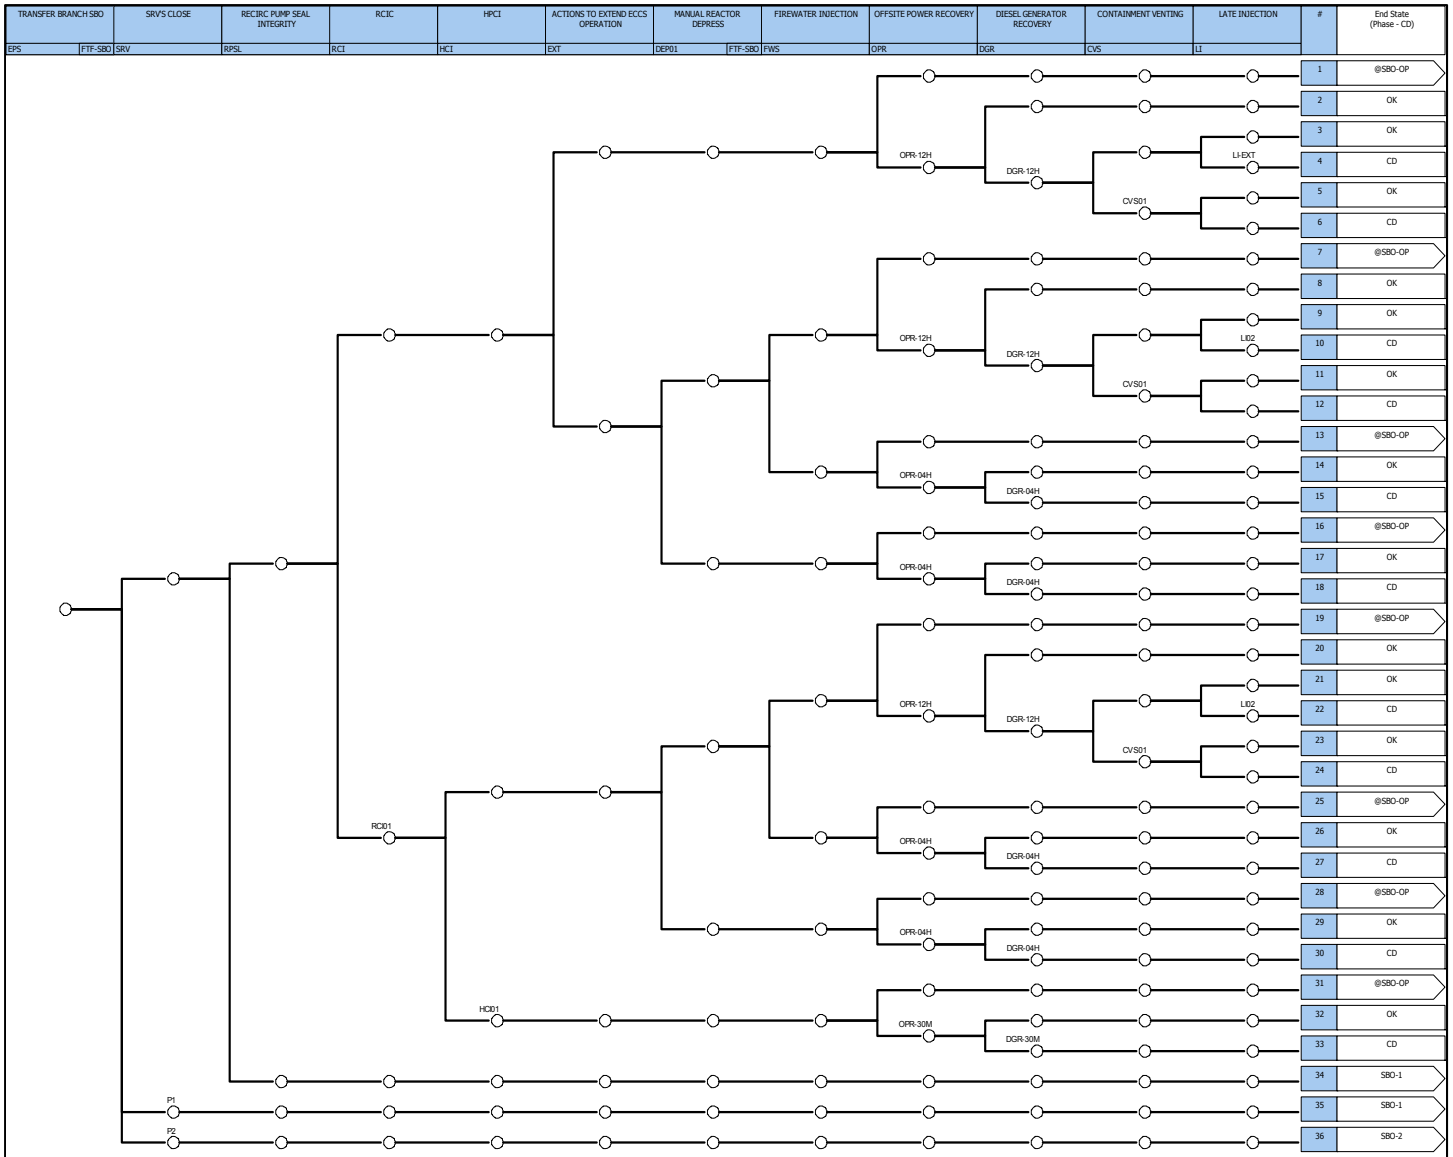 TRANSFER BRANCH SBO
SRV'S CLOSE
RECIRC PUMP SEAL
INTEGRITY
RCIC
HPCI
ACTIONS TO EXTEND ECCS
OPERATION
MANUAL REACTOR
DEPRESS
FIREWATER INJECTION
OFFSITE POWER RECOVERY
DIESEL GENERATOR
RECOVERY
CONTAINMENT VENTING
LATE INJECTION
#
End State
(Phase - CD)
EPS
FTF-SBO
SRV
RPSL
RCI
HCI
EXT
DEP01
FTF-SBO
FWS
OPR
DGR
CVS
LI
1 @SBO-OP
2 OK
3 OK
LI-EXT
OPR-12H
4 CD
DGR-12H
5 OK
CVS01
6 CD
7 @SBO-OP
8 OK
9 OK
OPR-12H
LI02
10 CD
DGR-12H
11 OK
CVS01
12 CD
13 @SBO-OP
14 OK
OPR-04H
DGR-04H
15 CD
16 @SBO-OP
17 OK
OPR-04H
DGR-04H
18 CD
19 @SBO-OP
20 OK
21 OK
OPR-12H
LI02
22 CD
DGR-12H
23 OK
CVS01
24 CD
25 @SBO-OP
RCI01
26 OK
OPR-04H
DGR-04H
27 CD
28 @SBO-OP
29 OK
OPR-04H
DGR-04H
30 CD
31 @SBO-OP
HCI01
32 OK
OPR-30M
DGR-30M
33 CD
34 SBO-1
P1
35 SBO-1
P2
36 SBO-2